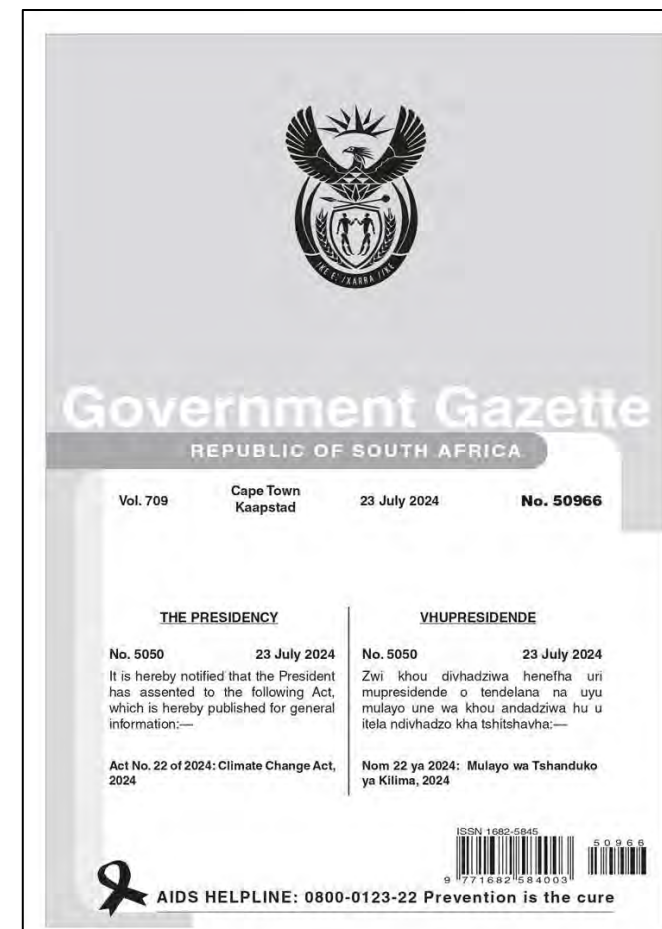 Government Gazette
REPUBLIC OF SOUTH AFRICA
Vol. 709
Cape Town
Kaapstad
23 July 2024
No. 50966
THE PRESIDENCY
No. 5050 23 July 2024
It is hereby notified that the President
has assented to the following Act,
which is hereby published for general
information:—
Act No. 22 of 2024: Climate Change Act,
2024
VHUPRESIDENDE
No. 5050 23 July 2024
Zwi khou divhadziwa henefha uri
mupresidende o tendelana na uyu
mulayo une wa khou andadziwa hu u
itela ndivhadzo kha tshitshavha:—
Nom 22 ya 2024: Mulayo wa Tshanduko
ya Kilima, 2024
ISSN 1682-5845
50966
9 771682 584003
AIDS HELPLINE: 0800-0123-22 Prevention is the cure